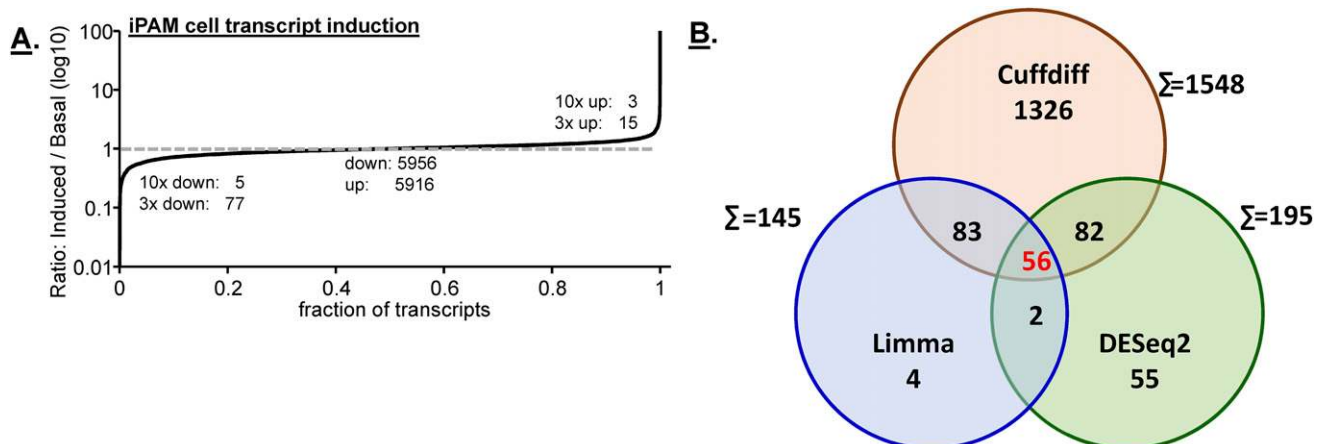 A.
iPAM cell transcript induction
Ratio: Induced / Basal (log10)
100
10
1
0.1
0.01
10x up: 3
3x up: 15
down: 5956
up: 5916
10x down: 5
3x down: 77
0 0.2 0.4 0.6 0.8 1
fraction of transcripts
B.
Cuffdiff
1326
∑=1548
∑=145
∑=195
83
82
56
2
Limma
4
DESeq2
55